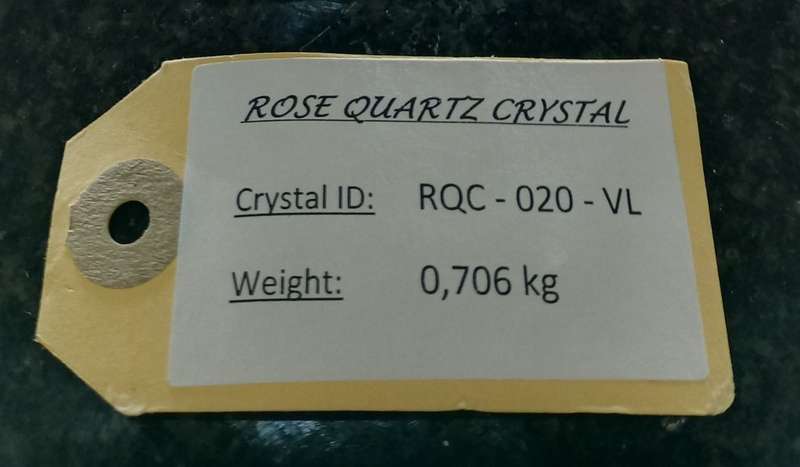 ROSE QUARTZ CRYSTAL
Crystal ID: RQC - 020 - VL
Weight: 0,706 kg